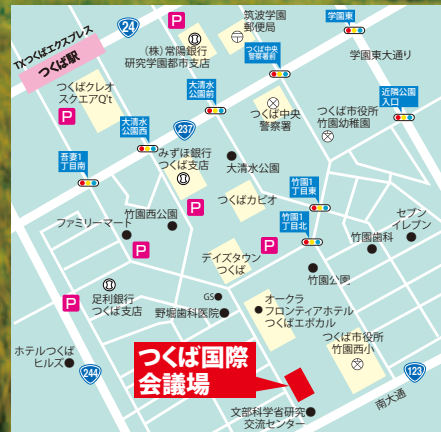 TXつくばエクスプレス
つくば駅
24
P
(株)常陽銀行
研究学園都市支店
筑波学園
郵便局
学園東
学園東大通り
つくばクレオ
スクエアQ't
P
大清水
公園前
つくば中央
警察署前
つくば中央
警察署
つくば市役所
竹園幼稚園
近隣公園
入口
大清水
公園西
237
吾妻1
丁目南
みずほ銀行
つくば支店
大清水公園
竹園1
丁目東
つくばカピオ
P
竹園1
丁目北
セブン
イレブン
竹園西公園
ファミリーマート
P
P
竹園歯科
デイズタウン
つくば
竹園公園
足利銀行
つくば支店
P
GS
野堀歯科医院
オークラ
フロンティアホテル
つくばエポカル
つくば市役所
竹園西小
ホテルつくば
ヒルズ
244
つくば国際
会議場
123
南大通
文部科学省研究
交流センター